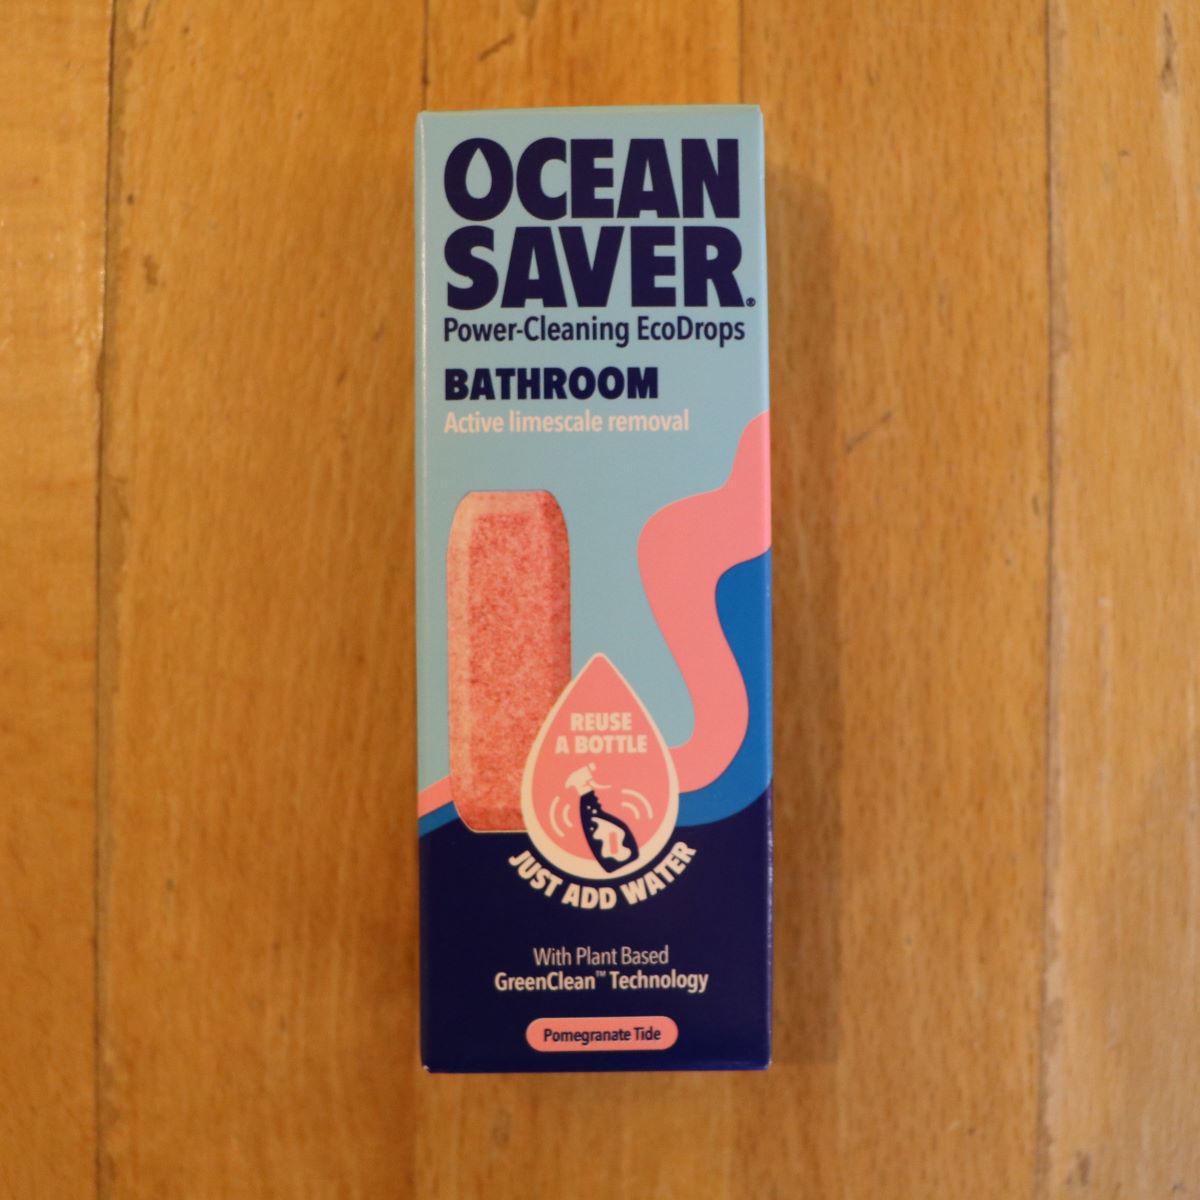 OCEAN
SAVER®
Power-Cleaning EcoDrops
BATHROOM
Active limescale removal
REUSE
A BOTTLE
JUST ADD WATER
With Plant Based
GreenClean™ Technology
Pomegranate Tide